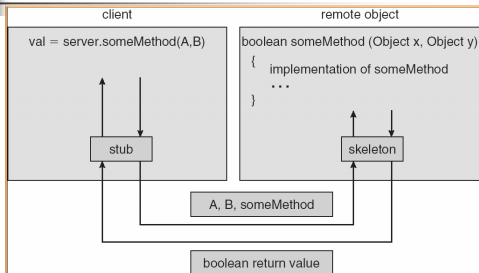 client
remote object
val = server.someMethod(A,B)
boolean someMethod (Object x, Object y)
{
implementation of someMethod
...
}
stub
skeleton
A, B, someMethod
boolean return value